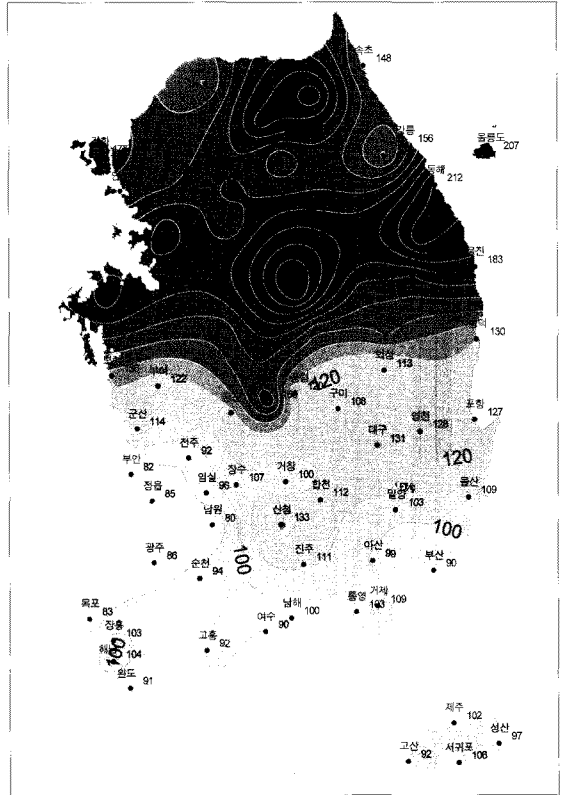 속초 148
강릉 156
울릉도 207
동해 212
울진 183
130
의성 113
부여 122
120
구미 108
포항 127
군산 114
영천 128
대구 131
전주 92
120
부안 82
임실 96
장수 107
거창 100
합천 112
울산 109
정읍 85
밀양 103
남원 80
산청 133
100
광주 86
순천 94
100
진주 111
마산 99
부산 90
목포 83
장흥 103
고흥 92
여수 90
남해 100
통영 103
거제 109
104
100
완도 91
제주 102
성산 97
고산 92
서귀포 108